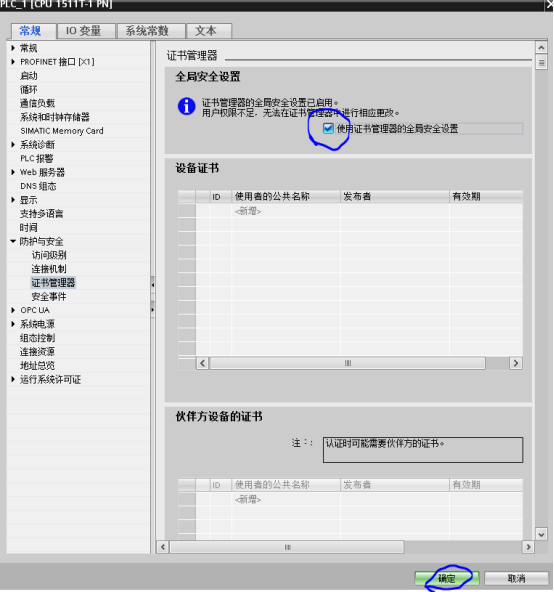 PLC_1 [CPU 1511T-1 PN]
常规
IO 变量
系统常数
文本
常规
PROFINET 接口 [X1]
启动
循环
通信负载
系统和时钟存储器
SIMATIC Memory Card
系统诊断
PLC 报警
Web 服务器
DNS 组态
显示
支持多语言
时间
防护与安全
访问级别
连接机制
证书管理器
安全事件
OPC UA
系统电源
组态控制
连接资源
地址总览
运行系统许可证
证书管理器
全局安全设置
证书管理器的全局安全设置已启用。
用户权限不足，无法在证书管理器中进行相应更改。
使用证书管理器的全局安全设置
设备证书
ID 使用者的公共名称 发布者 有效期
<新增>
伙伴方设备的证书
注：: 认证时可能需要伙伴方的证书。
ID 使用者的公共名称 发布者 有效期
<新增>
确定
取消